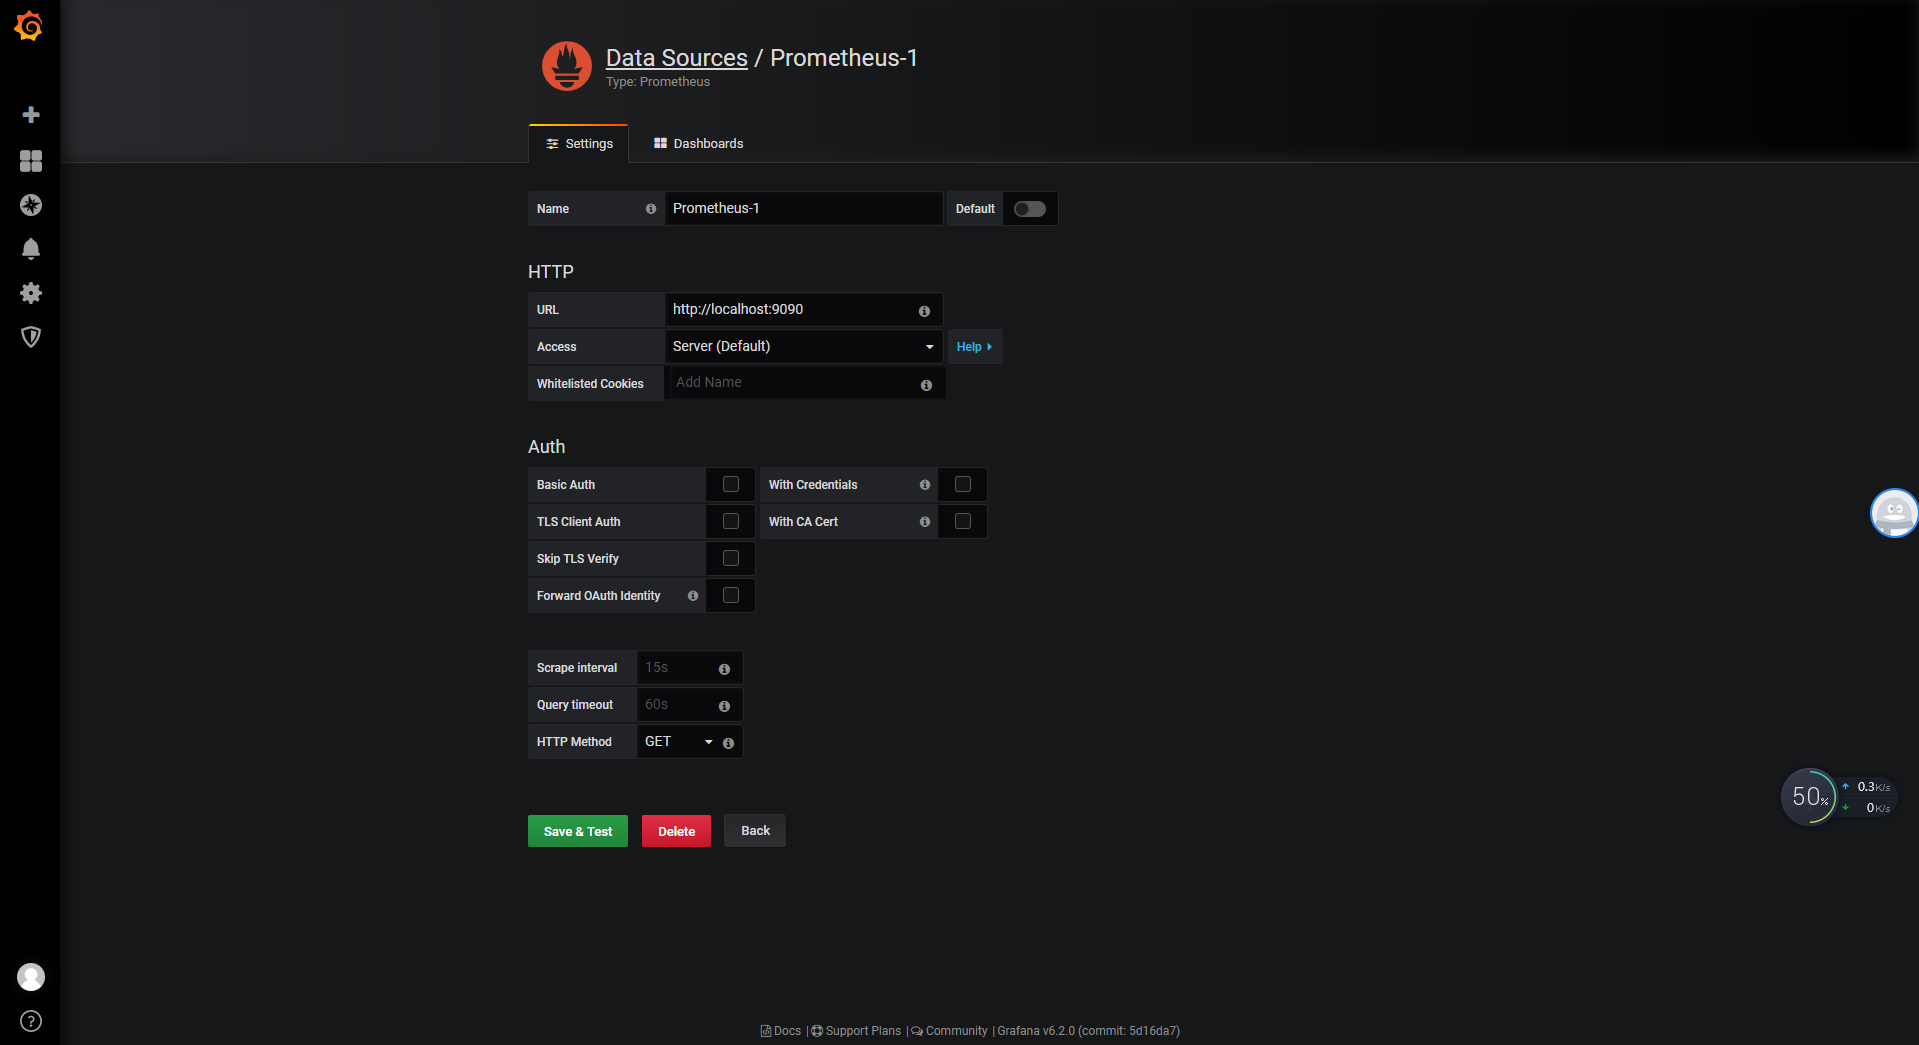 Data Sources / Prometheus-1
Type: Prometheus
Settings
Dashboards
Name
Prometheus-1
Default
HTTP
URL
http://localhost:9090
Access
Server (Default)
Help
Whitelisted Cookies
Add Name
Auth
Basic Auth
With Credentials
TLS Client Auth
With CA Cert
Skip TLS Verify
Forward OAuth Identity
Scrape interval
15s
Query timeout
60s
HTTP Method
GET
50%
0.3K/s
0K/s
Save & Test
Delete
Back
Docs | Support Plans | Community | Grafana v6.2.0 (commit: 5d16da7)